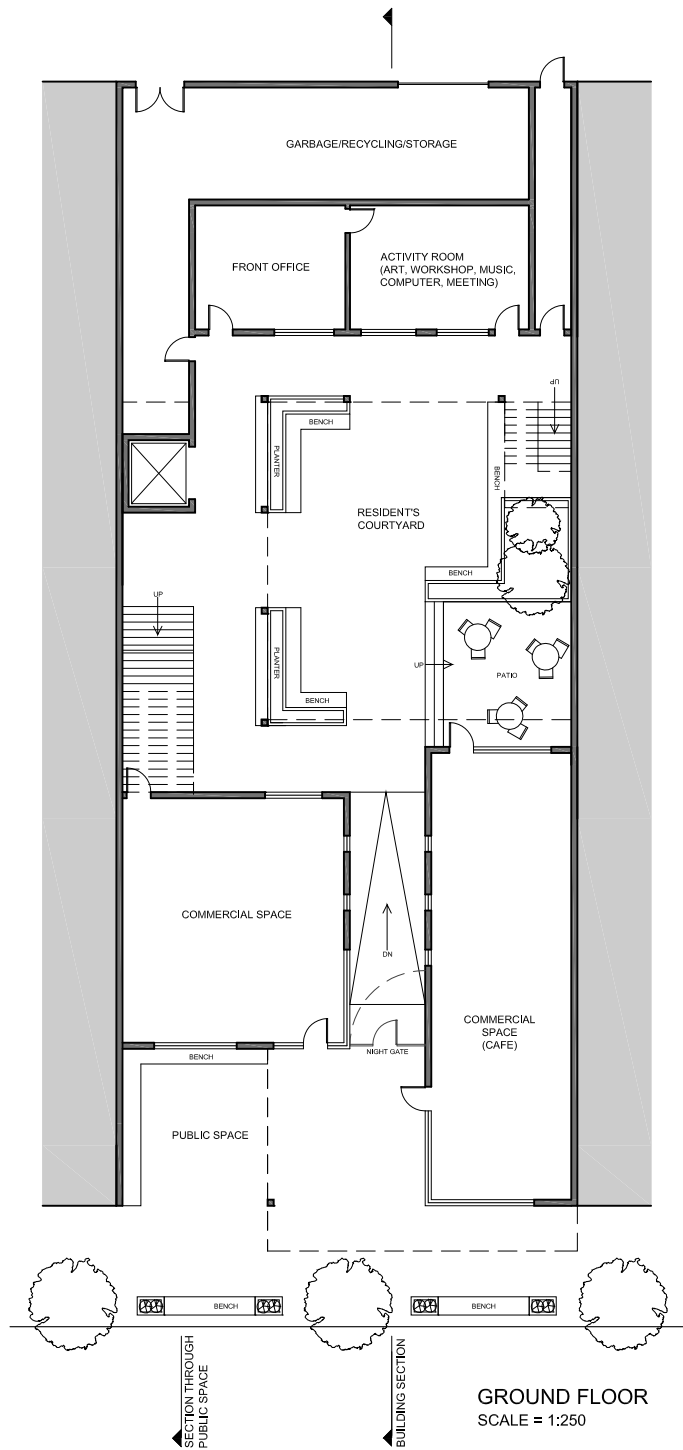 GARBAGE/RECYCLING/STORAGE
FRONT OFFICE
ACTIVITY ROOM
(ART, WORKSHOP, MUSIC,
COMPUTER, MEETING)
UP
BENCH
PLANTER
BENCH
RESIDENT'S
COURTYARD
BENCH
UP
PLANTER
BENCH
UP
PATIO
COMMERCIAL SPACE
DN
COMMERCIAL
SPACE
(CAFE)
NIGHT GATE
BENCH
PUBLIC SPACE
BENCH
BENCH
SECTION THROUGH
PUBLIC SPACE
BUILDING SECTION
GROUND FLOOR
SCALE = 1:250